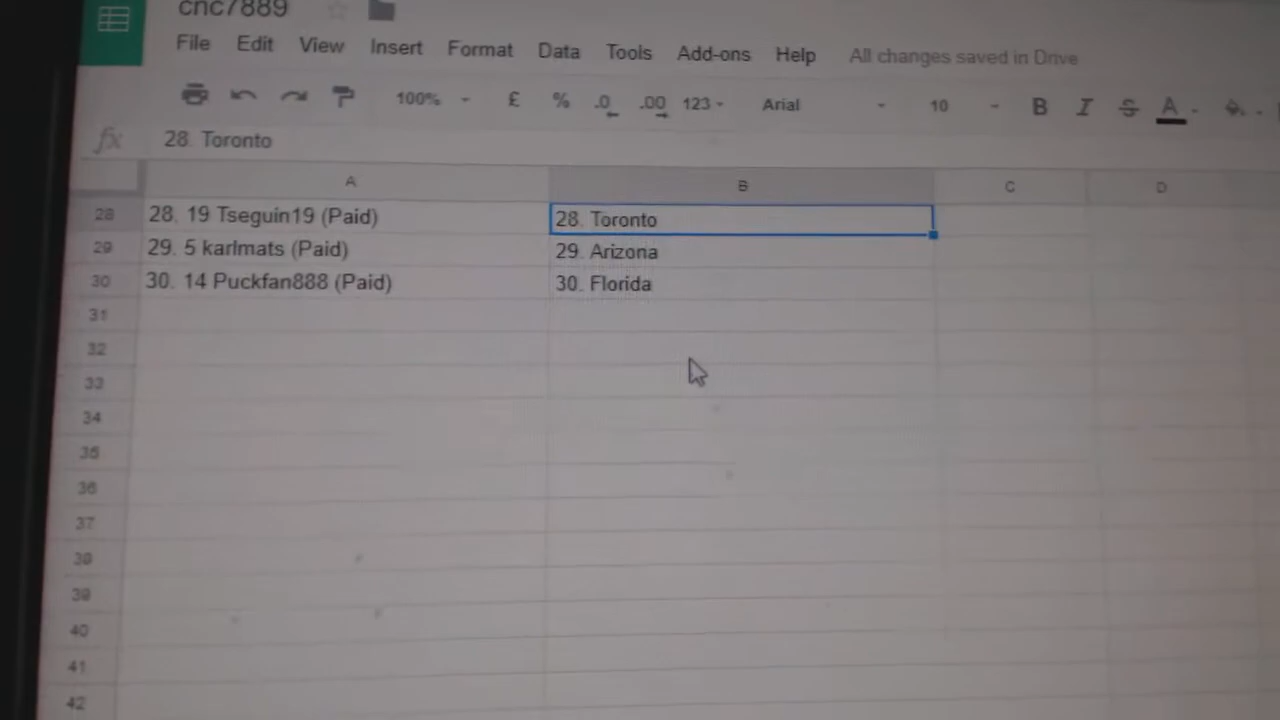 cnc7889
File Edit View Insert Format Data Tools Add-ons Help All changes saved in Drive
100% £ % .0 .00 123 Arial 10 B I S A
fx 28. Toronto
A B C D
28 28. 19 Tseguin19 (Paid) 28. Toronto
29 29. 5 karlmats (Paid) 29. Arizona
30 30. 14 Puckfan888 (Paid) 30. Florida
31
32
33
34
35
36
37
38
39
40
41
42